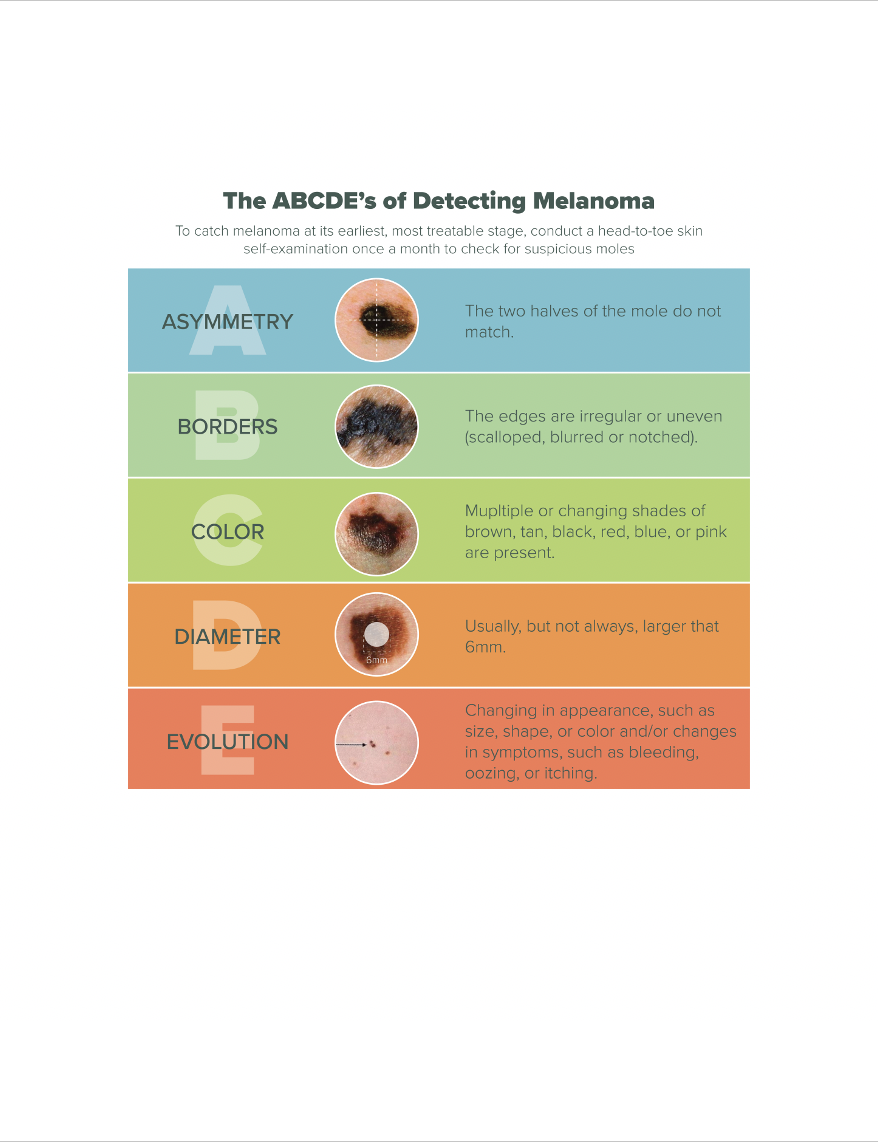 The ABCDE’s of Detecting Melanoma
To catch melanoma at its earliest, most treatable stage, conduct a head-to-toe skin
self-examination once a month to check for suspicious moles
A
ASYMMETRY
The two halves of the mole do not
match.
B
BORDERS
The edges are irregular or uneven
(scalloped, blurred or notched).
C
COLOR
Mupltiple or changing shades of
brown, tan, black, red, blue, or pink
are present.
D
DIAMETER
6mm
Usually, but not always, larger that
6mm.
E
EVOLUTION
Changing in appearance, such as
size, shape, or color and/or changes
in symptoms, such as bleeding,
oozing, or itching.